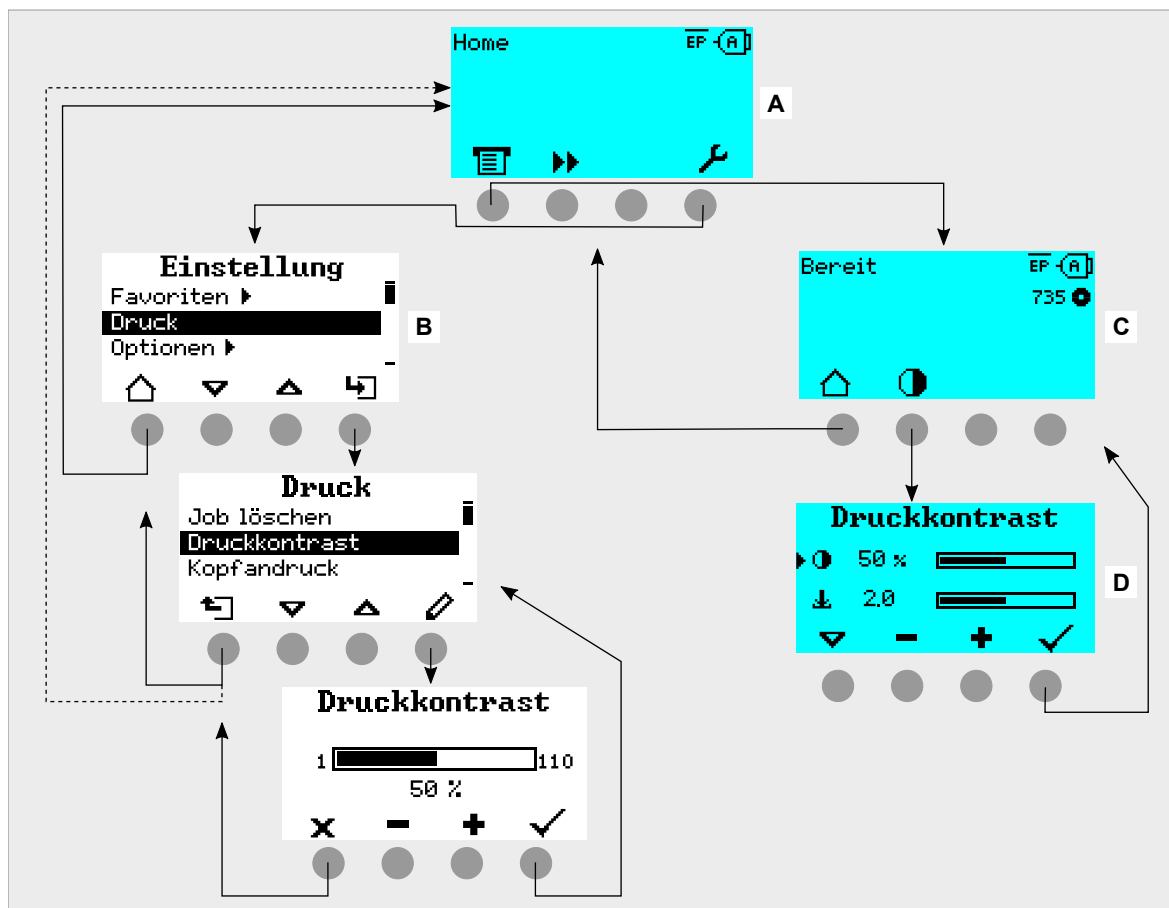 Home EP A
A
Einstellung
Favoriten
Druck
Optionen
B
Bereit EP A
735
C
Druck
Job löschen
Druckkontrast
Kopfandruck
Druckkontrast
50 %
2.0
D
Druckkontrast
1 110
50 %